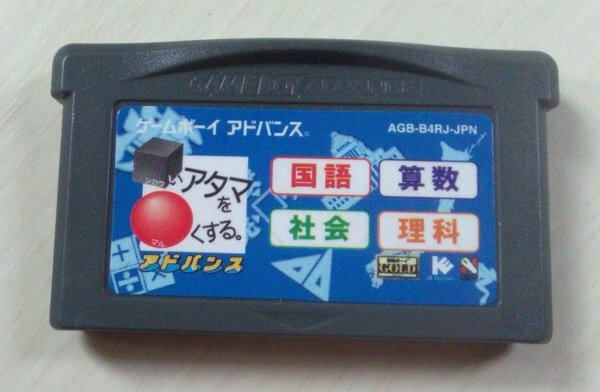 GAME BOY ADVANCE
ゲームボーイ アドバンス®
AGB-B4RJ-JPN
シカク
いアタマ
を
マル
くする。
アドバンス
国語
算数
社会
理科
GOLD
IE
N